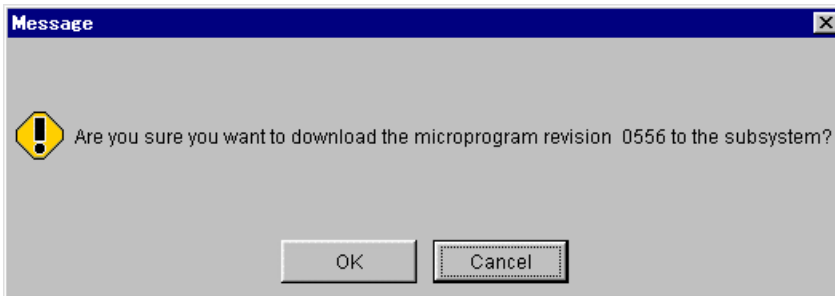 Message
Are you sure you want to download the microprogram revision  0556 to the subsystem?
OK
Cancel